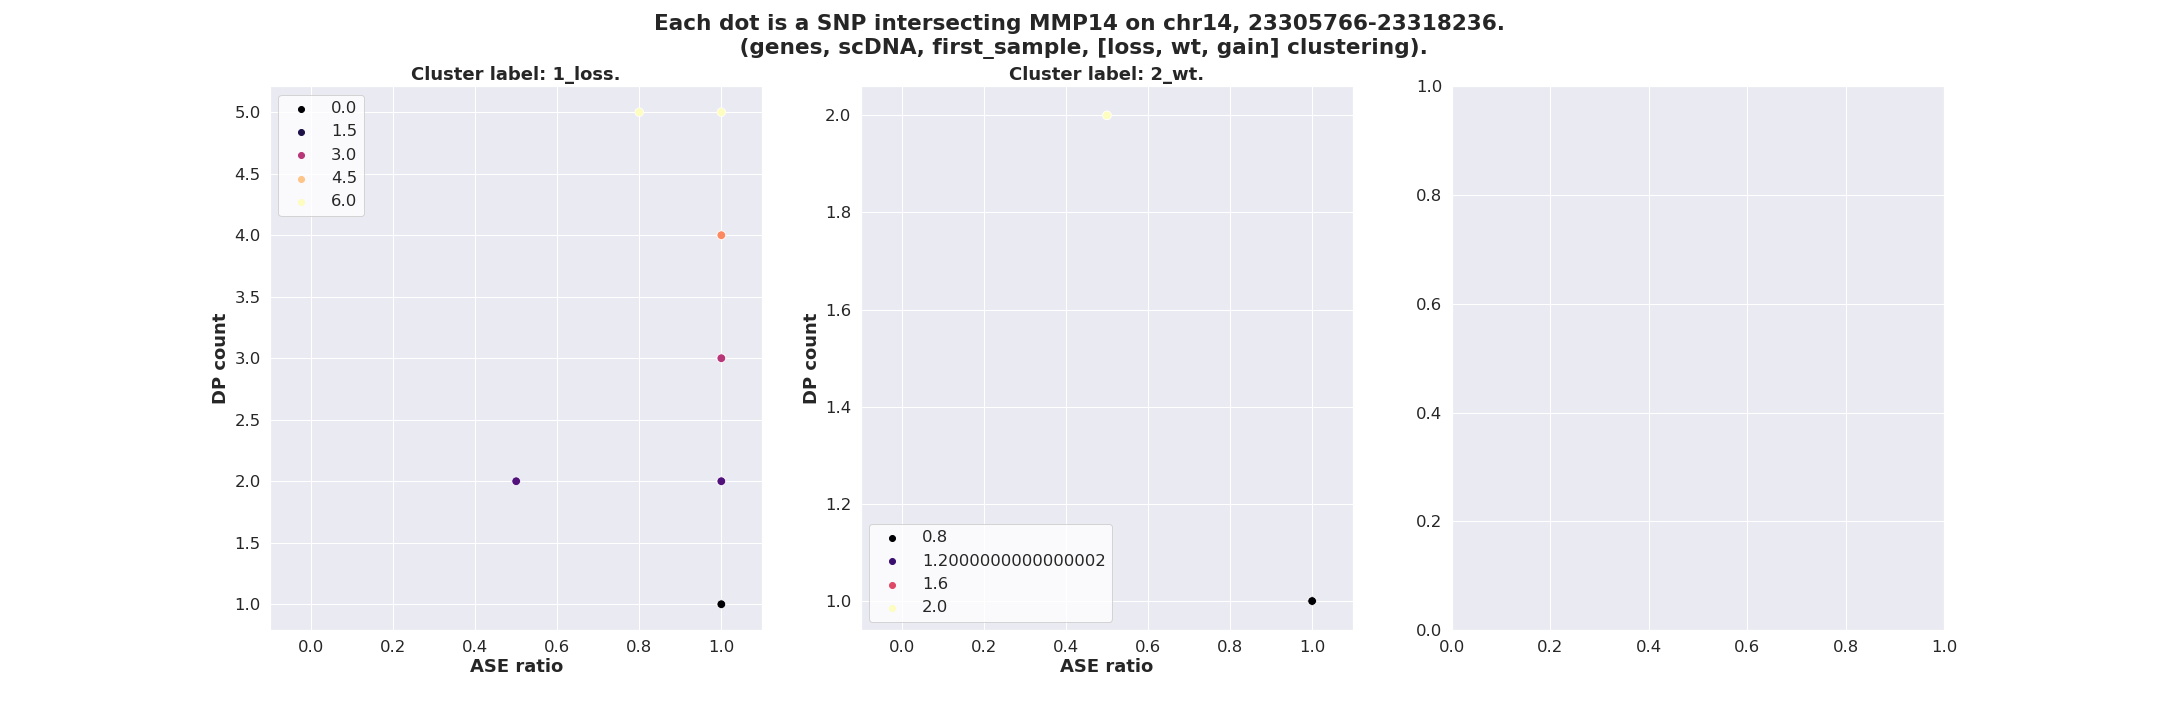 Each dot is a SNP intersecting MMP14 on chr14, 23305766-23318236.
(genes, scDNA, first_sample, [loss, wt, gain] clustering).
Cluster label: 1_loss.
0.0
1.5
3.0
4.5
6.0
5.0
4.5
4.0
3.5
3.0
2.5
2.0
1.5
1.0
DP count
0.0 0.2 0.4 0.6 0.8 1.0
ASE ratio
Cluster label: 2_wt.
2.0
1.8
1.6
1.4
1.2
1.0
DP count
0.8
1.2000000000000002
1.6
2.0
0.0 0.2 0.4 0.6 0.8 1.0
ASE ratio
1.0
0.8
0.6
0.4
0.2
0.0
0.0 0.2 0.4 0.6 0.8 1.0